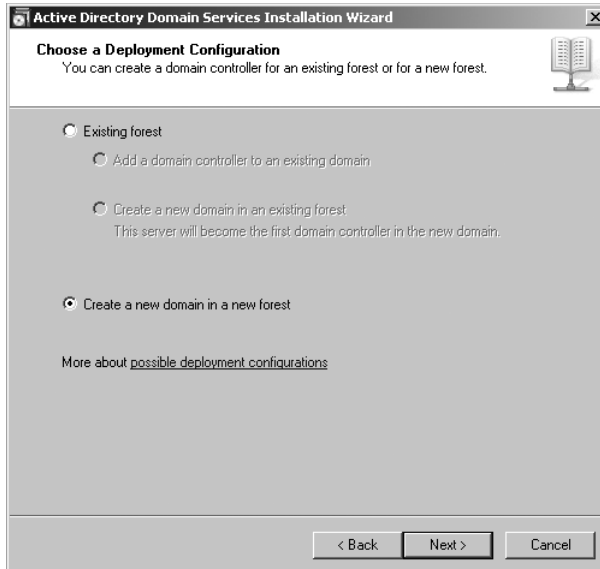 Active Directory Domain Services Installation Wizard
Choose a Deployment Configuration
You can create a domain controller for an existing forest or for a new forest.
Existing forest
Add a domain controller to an existing domain
Create a new domain in an existing forest
This server will become the first domain controller in the new domain.
Create a new domain in a new forest
More about possible deployment configurations
< Back Next > Cancel